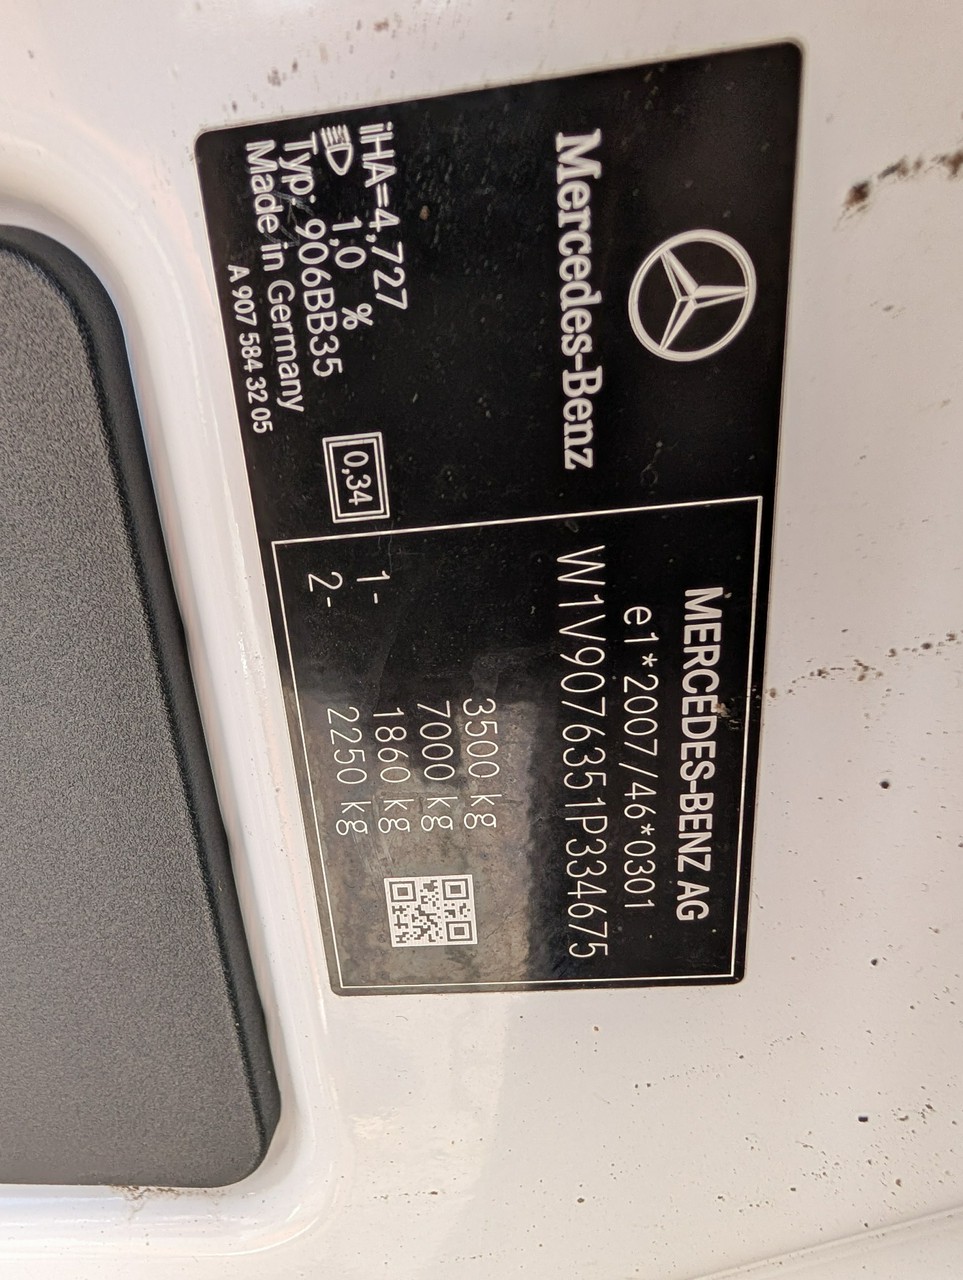 Mercedes-Benz
iHA=4,727
1,0 %
Typ: 906BB35
Made in Germany
A 907 584 32 05
0,34
MERCEDES-BENZ AG
e1*2007/46*0301
W1V9076351P334675
3500 kg
7000 kg
1- 1860 kg
2- 2250 kg